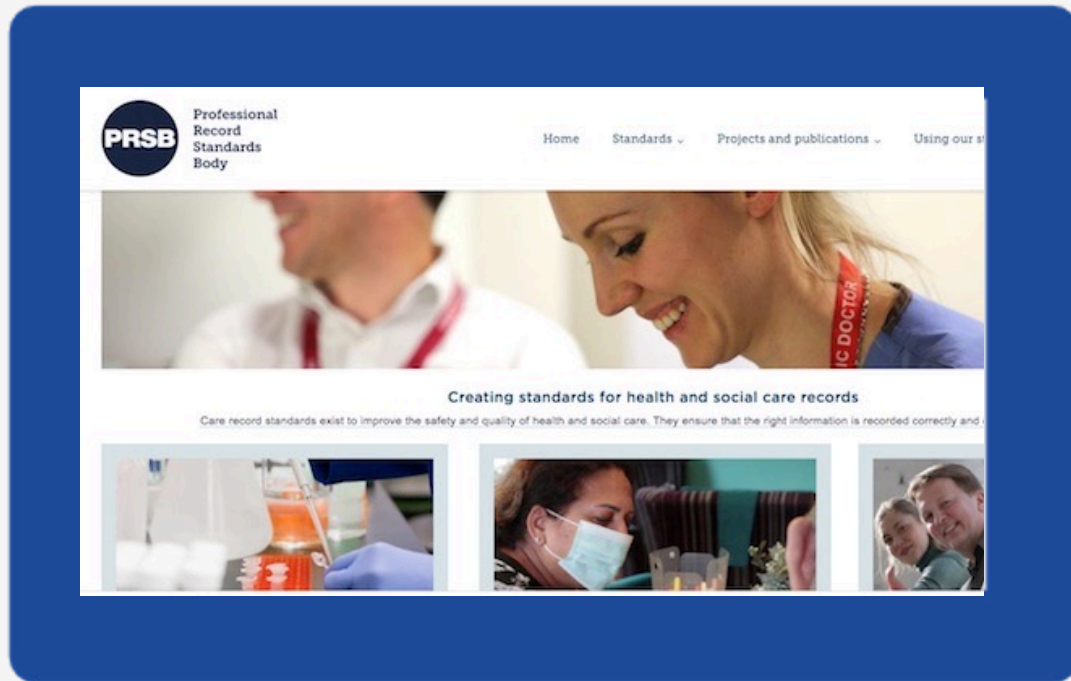 PRSB
Professional
Record
Standards
Body
Home Standards Projects and publications Using our
IC DOCTOR
Creating standards for health and social care records
Care record standards exist to improve the safety and quality of health and social care. They ensure that the right information is recorded correctly and